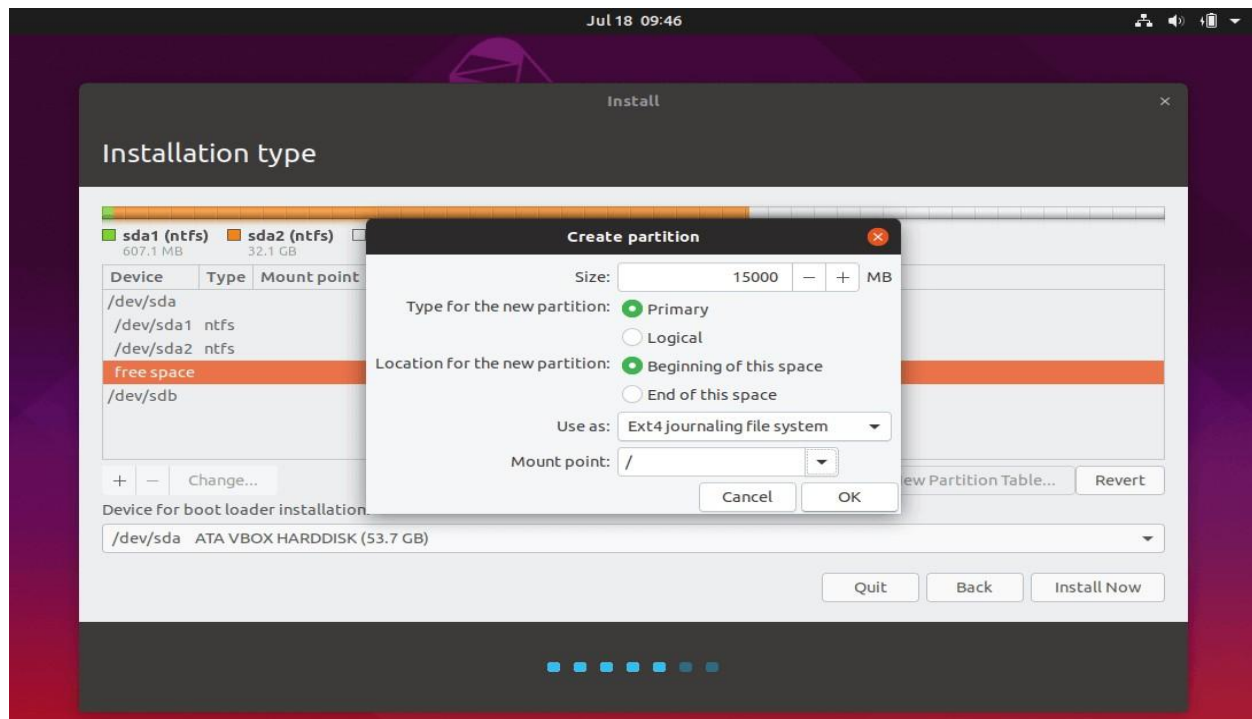 Jul 18 09:46
Install
Installation type
sda1 (ntfs) sda2 (ntfs)
607.1 MB 32.1 GB
Device Type Mount point
/dev/sda
/dev/sda1 ntfs
/dev/sda2 ntfs
free space
/dev/sdb
Create partition
Size: 15000 − + MB
Type for the new partition: Primary
Logical
Location for the new partition: Beginning of this space
End of this space
Use as: Ext4 journaling file system
Mount point: /
Cancel OK
+ − Change... ew Partition Table... Revert
Device for boot loader installation
/dev/sda ATA VBOX HARDDISK (53.7 GB)
Quit Back Install Now